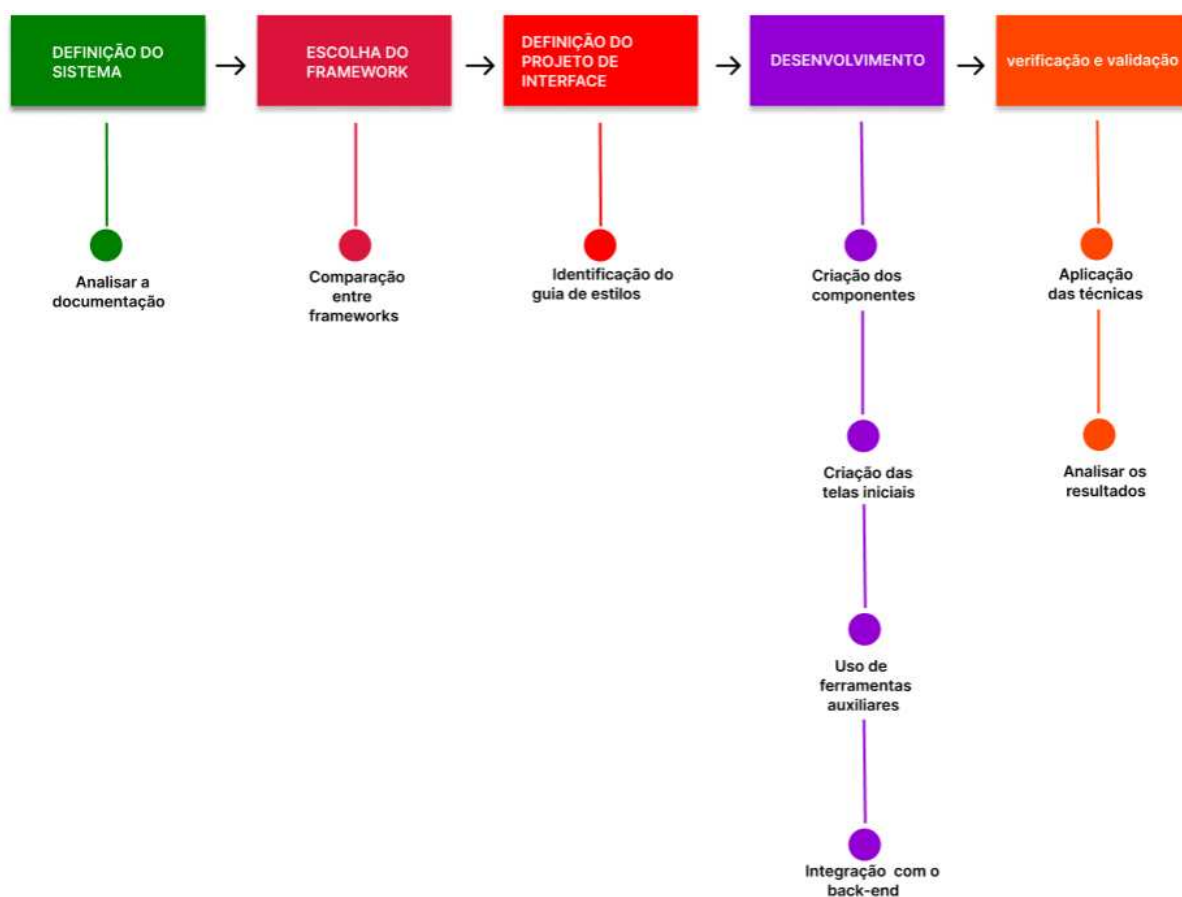 DEFINIÇÃO DO
SISTEMA
ESCOLHA DO
FRAMEWORK
DEFINIÇÃO DO
PROJETO DE
INTERFACE
DESENVOLVIMENTO
verificação e validação
Analisar a
documentação
Comparação
entre
frameworks
Identificação do
guia de estilos
Criação dos
componentes
Criação das
telas iniciais
Uso de
ferramentas
auxiliares
Integração com o
back-end
Aplicação
das técnicas
Analisar os
resultados